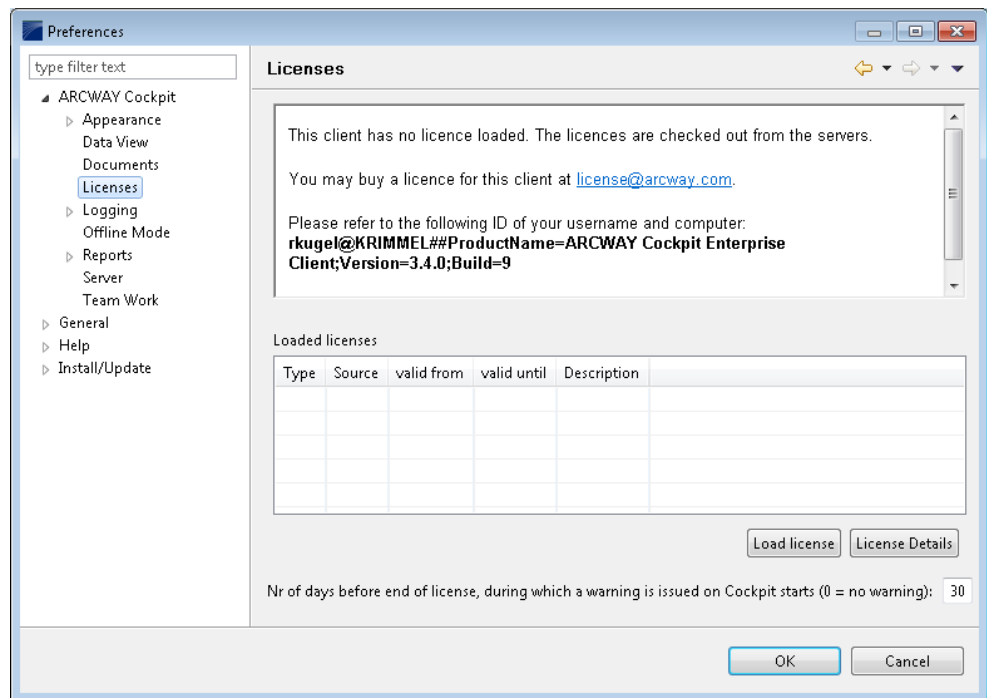 Preferences
type filter text
ARCWAY Cockpit
Appearance
Data View
Documents
Licenses
Logging
Offline Mode
Reports
Server
Team Work
General
Help
Install/Update
Licenses
This client has no licence loaded. The licences are checked out from the servers.
You may buy a licence for this client at license@arcway.com.
Please refer to the following ID of your username and computer:
rkugel@KRIMMEL##ProductName=ARCWAY Cockpit Enterprise
Client;Version=3.4.0;Build=9
Loaded licenses
Type Source valid from valid until Description
Load license License Details
Nr of days before end of license, during which a warning is issued on Cockpit starts (0 = no warning): 30
OK Cancel